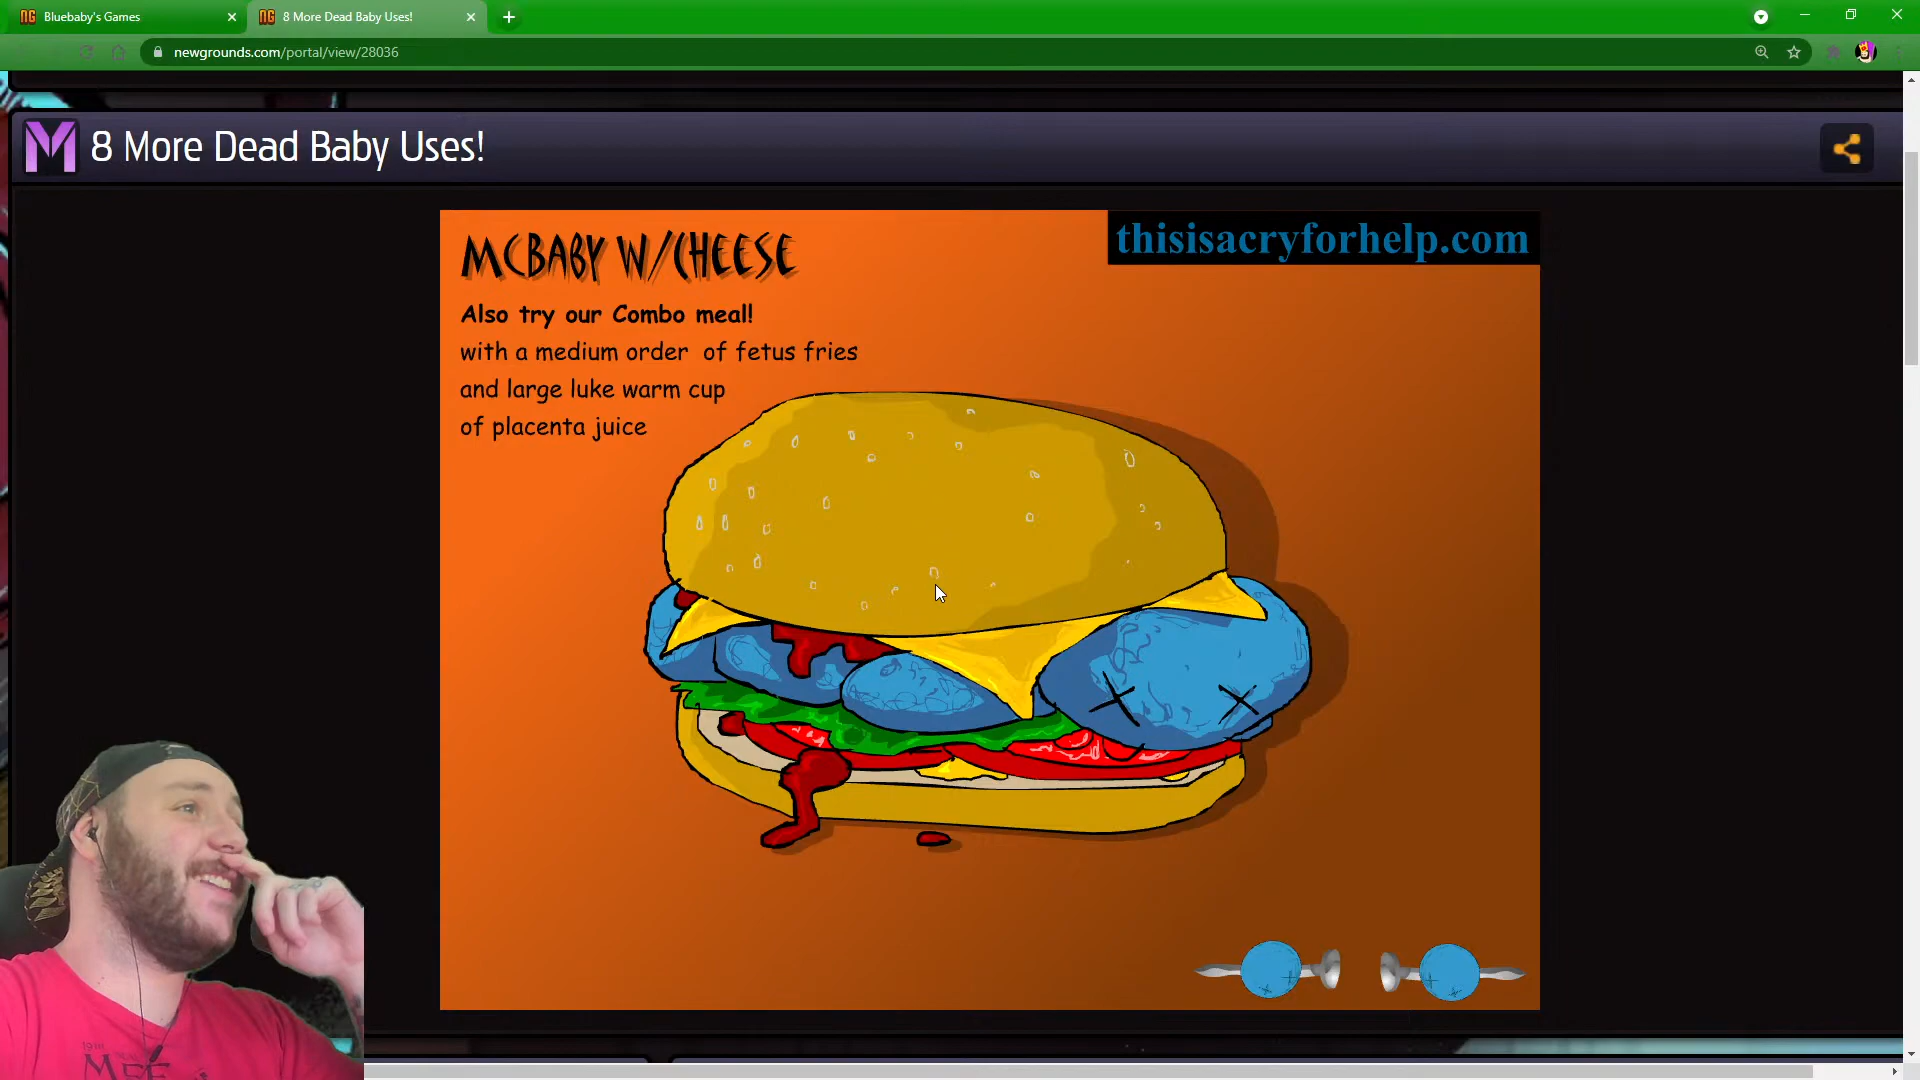 Bluebaby's Games
8 More Dead Baby Uses!
newgrounds.com/portal/view/28036
8 More Dead Baby Uses!
MCBABY W/CHEESE
thisisacryforhelp.com
Also try our Combo meal!
with a medium order of fetus fries
and large luke warm cup
of placenta juice
19TH